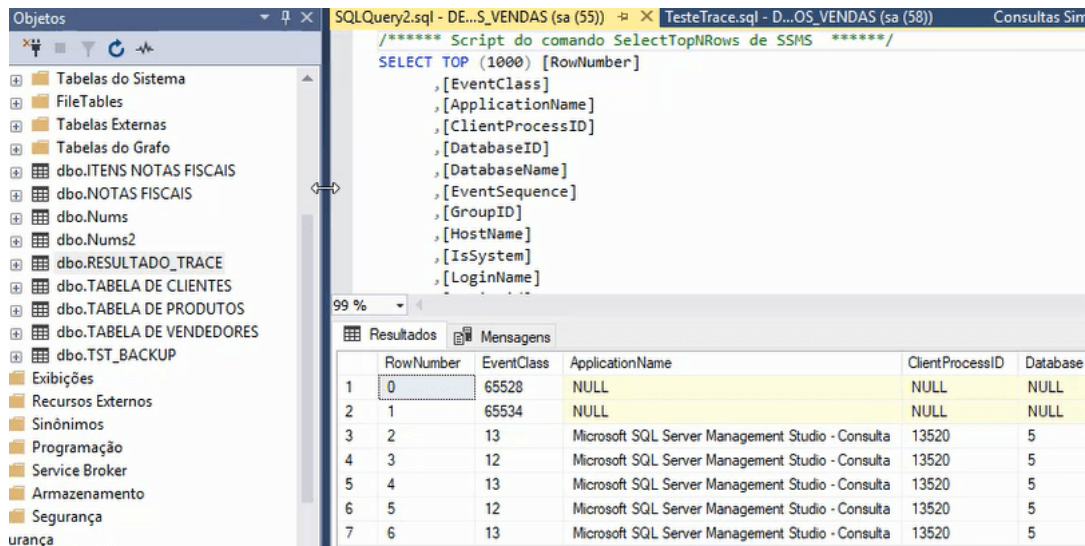 Objetos
Tabelas do Sistema
FileTables
Tabelas Externas
Tabelas do Grafo
dbo.ITENS NOTAS FISCAIS
dbo.NOTAS FISCAIS
dbo.Nums
dbo.Nums2
dbo.RESULTADO_TRACE
dbo.TABELA DE CLIENTES
dbo.TABELA DE PRODUTOS
dbo.TABELA DE VENDEDORES
dbo.TST_BACKUP
Exibições
Recursos Externos
Sinônimos
Programação
Service Broker
Armazenamento
Segurança
urança
SQLQuery2.sql - DE...S_VENDAS (sa (55)) TesteTrace.sql - D...OS_VENDAS (sa (58)) Consultas Sim
/****** Script do comando SelectTopNRows de SSMS ******/
SELECT TOP (1000) [RowNumber]
,[EventClass]
,[ApplicationName]
,[ClientProcessID]
,[DatabaseID]
,[DatabaseName]
,[EventSequence]
,[GroupID]
,[HostName]
,[IsSystem]
,[LoginName]
99 %
Resultados Mensagens
RowNumber EventClass ApplicationName ClientProcessID Database
1 0 65528 NULL NULL NULL
2 1 65534 NULL NULL NULL
3 2 13 Microsoft SQL Server Management Studio - Consulta 13520 5
4 3 12 Microsoft SQL Server Management Studio - Consulta 13520 5
5 4 13 Microsoft SQL Server Management Studio - Consulta 13520 5
6 5 12 Microsoft SQL Server Management Studio - Consulta 13520 5
7 6 13 Microsoft SQL Server Management Studio - Consulta 13520 5